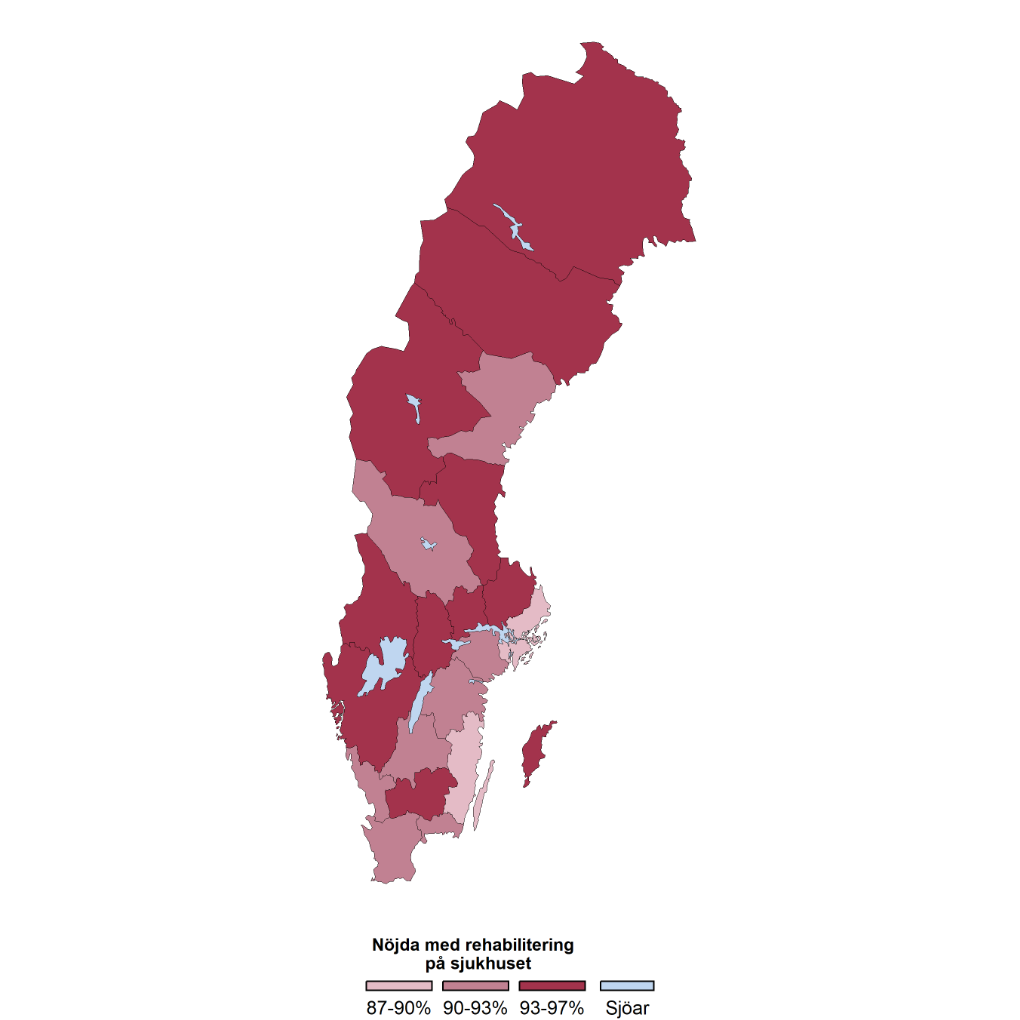 Nöjda med rehabilitering
på sjukhuset
87-90% 90-93% 93-97% Sjöar